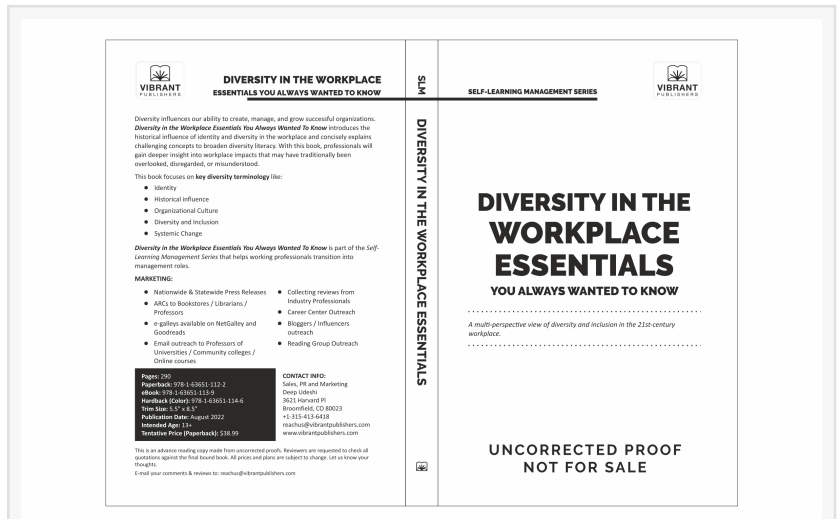 VIBRANT
PUBLISHERS
DIVERSITY IN THE WORKPLACE
ESSENTIALS YOU ALWAYS WANTED TO KNOW
Diversity influences our ability to create, manage, and grow successful organizations.
Diversity in the Workplace Essentials You Always Wanted To Know introduces the
historical influence of identity and diversity in the workplace and concisely explains
challenging concepts to broaden diversity literacy. With this book, professionals will
gain deeper insight into workplace impacts that may have traditionally been
overlooked, disregarded, or misunderstood.
This book focuses on key diversity terminology like:
● Identity
● Historical influence
● Organizational Culture
● Diversity and Inclusion
● Systemic Change
Diversity in the Workplace Essentials You Always Wanted To Know is part of the Self-
Learning Management Series that helps working professionals transition into
management roles.
MARKETING:
● Nationwide & Statewide Press Releases
● ARCs to Bookstores / Librarians /
Professors
● e-galleys available on NetGalley and
Goodreads
● Email outreach to Professors of
Universities / Community colleges /
Online courses
● Collecting reviews from
Industry Professionals
● Career Center Outreach
● Bloggers / Influencers
outreach
● Reading Group Outreach
Pages: 290
Paperback: 978-1-63651-112-2
eBook: 978-1-63651-113-9
Hardback (Color): 978-1-63651-114-6
Trim Size: 5.5" x 8.5"
Publication Date: August 2022
Intended Age: 13+
Tentative Price (Paperback): $38.99
CONTACT INFO:
Sales, PR and Marketing
Deep Udeshi
3621 Harvard Pl
Broomfield, CO 80023
+1-315-413-6418
reachus@vibrantpublishers.com
www.vibrantpublishers.com
This is an advance reading copy made from uncorrected proofs. Reviewers are requested to check all
quotations against the final bound book. All prices and plans are subject to change. Let us know your
thoughts.
E-mail your comments & reviews to: reachus@vibrantpublishers.com
SLM
DIVERSITY IN THE WORKPLACE ESSENTIALS
SELF-LEARNING MANAGEMENT SERIES
VIBRANT
PUBLISHERS
DIVERSITY IN THE
WORKPLACE
ESSENTIALS
YOU ALWAYS WANTED TO KNOW
A multi-perspective view of diversity and inclusion in the 21st-century
workplace.
UNCORRECTED PROOF
NOT FOR SALE